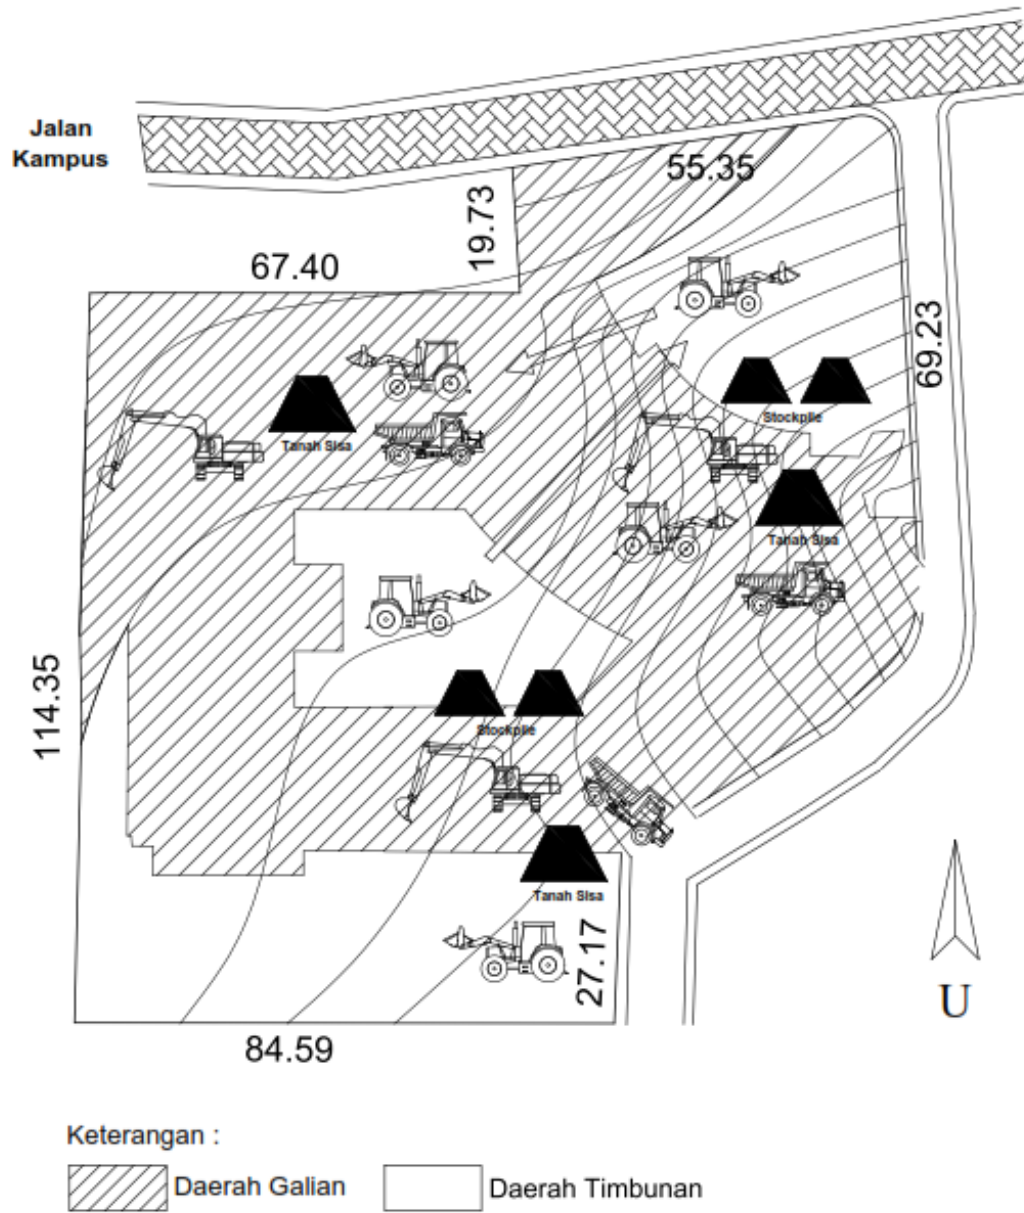 Jalan
Kampus
55.35
19.73
67.40
69.23
Stockpile
Tanah Sisa
Tanah Sisa
114.35
Stockpile
Tanah Sisa
27.17
U
84.59
Keterangan :
Daerah Galian
Daerah Timbunan